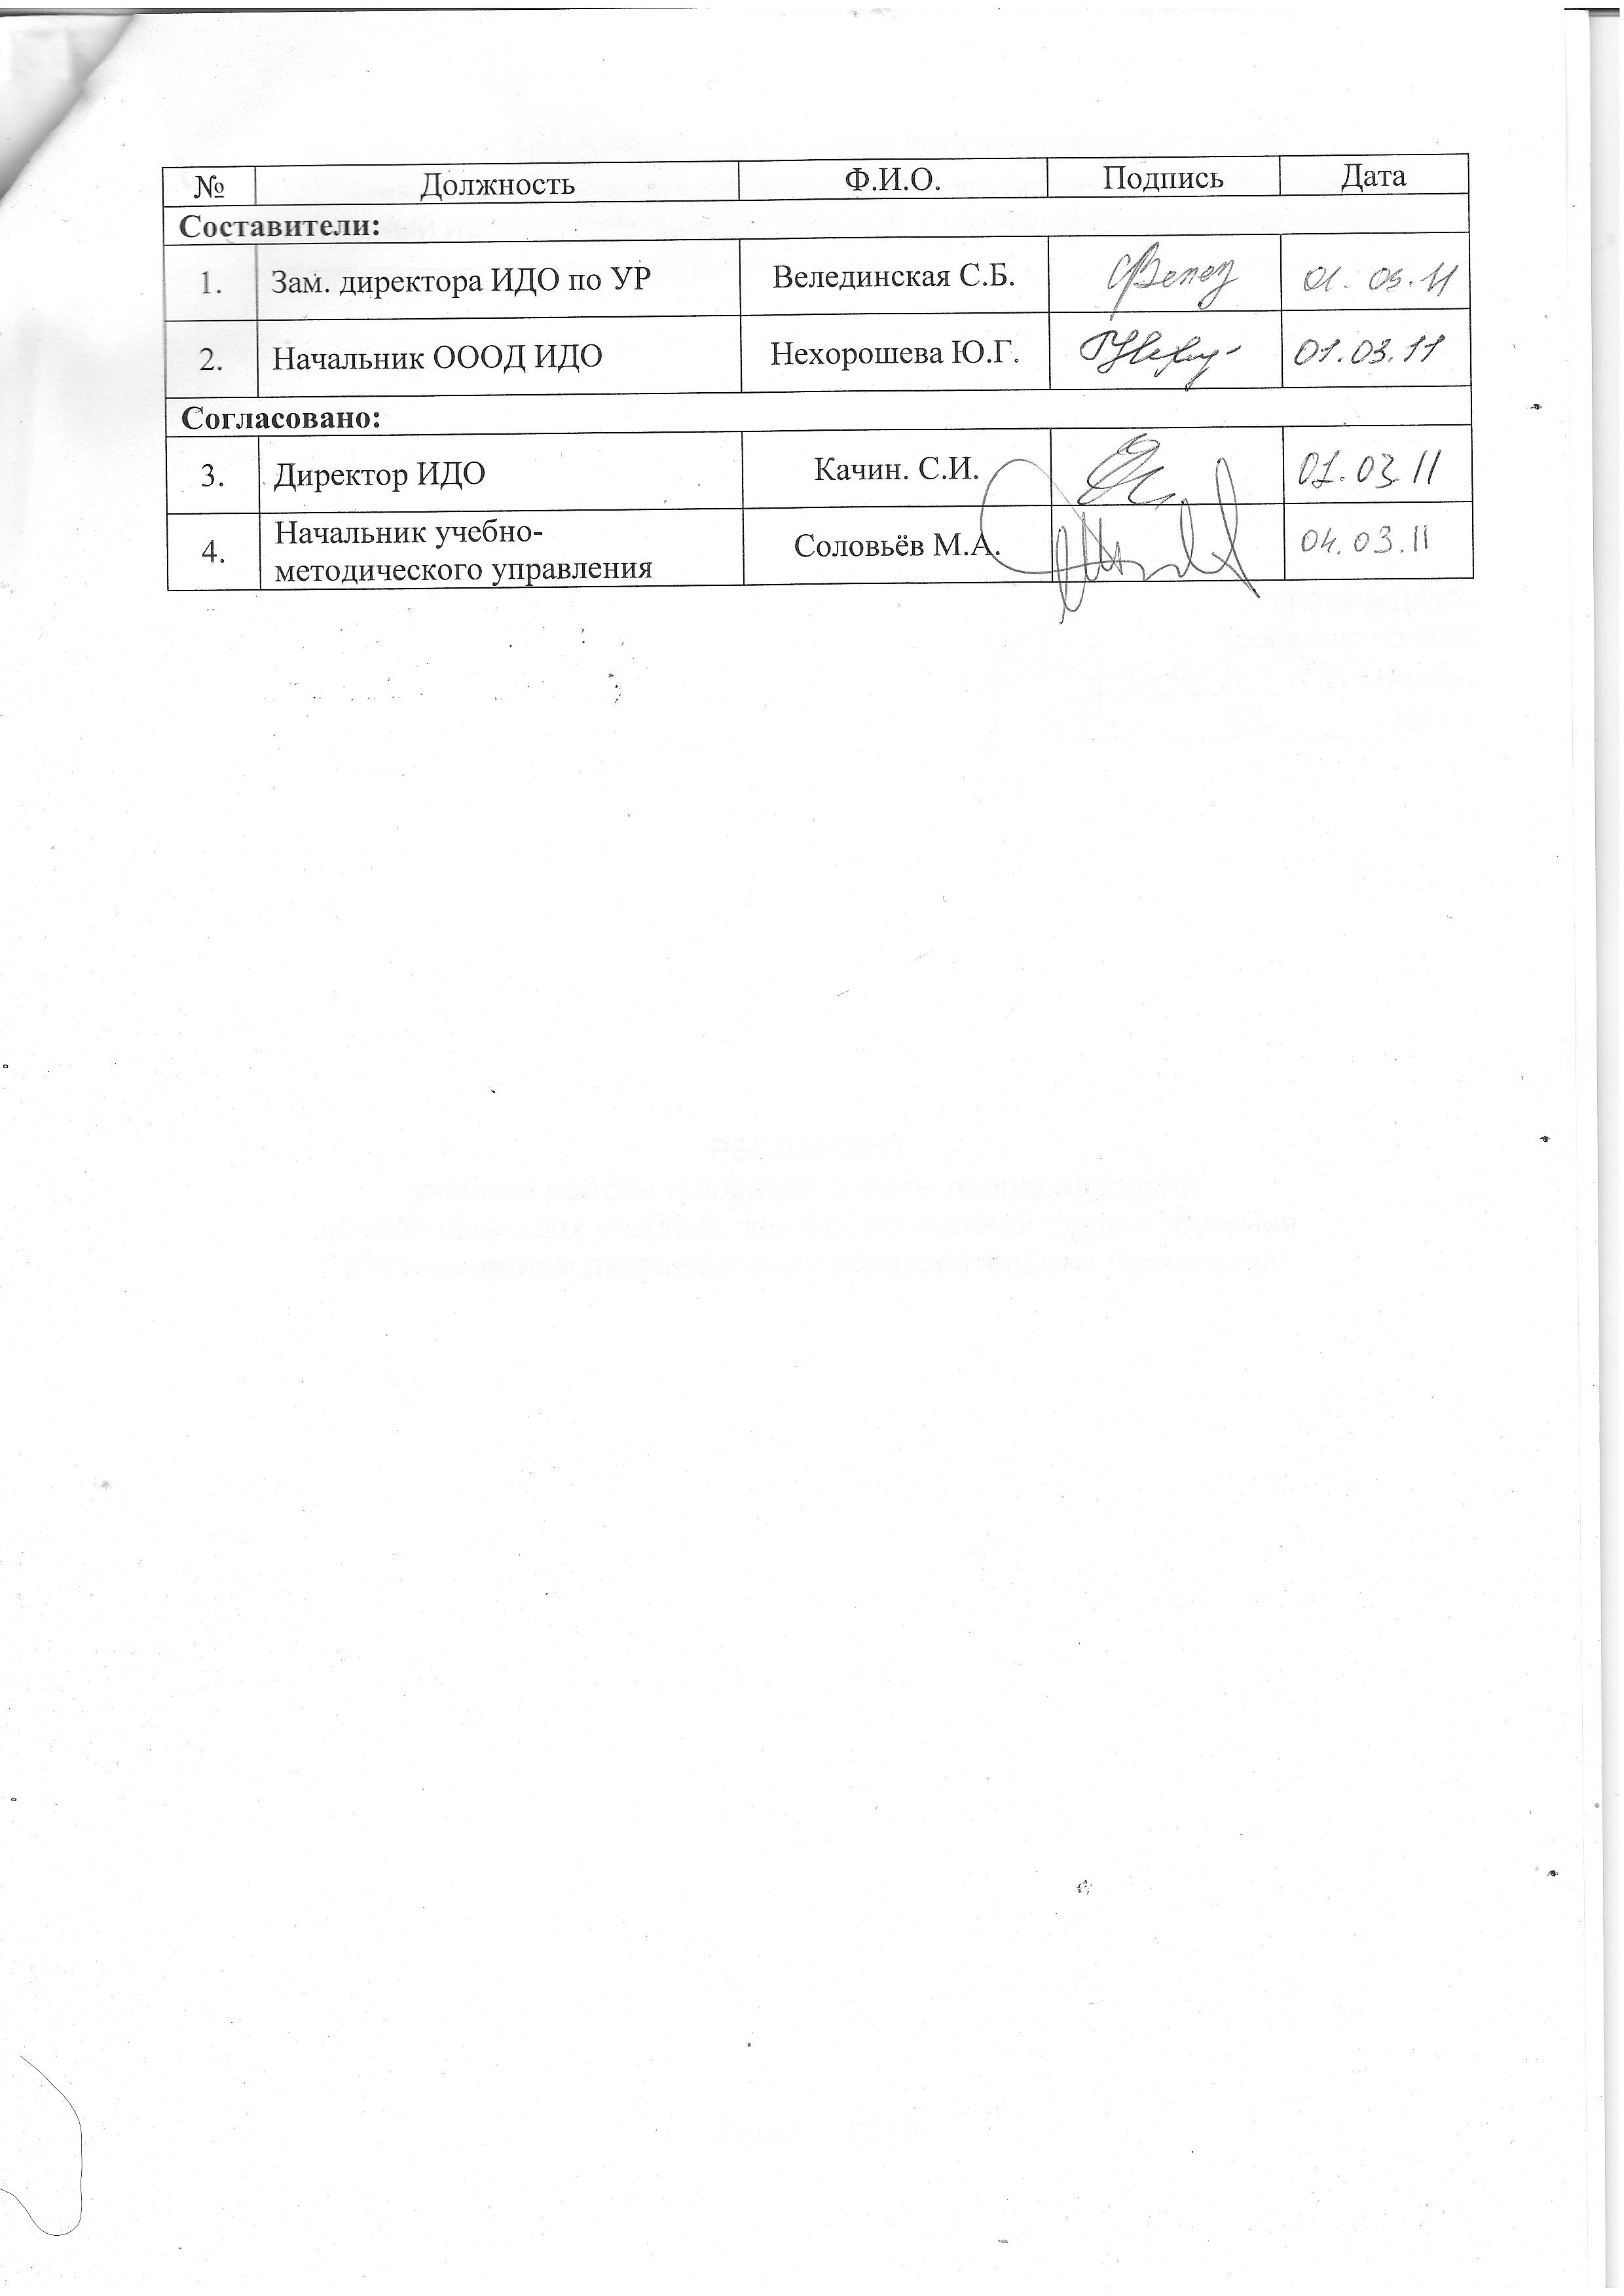 № Должность Ф.И.О. Подпись Дата
Составители:
1. Зам. директора ИДО по УР Велединская С.Б. 01.03.11
2. Начальник ОООД ИДО Нехорошева Ю.Г. 01.03.11
Согласовано:
3. Директор ИДО Качин. С.И. 01.03.11
4. Начальник учебно-
методического управления Соловьёв М.А. 04.03.11